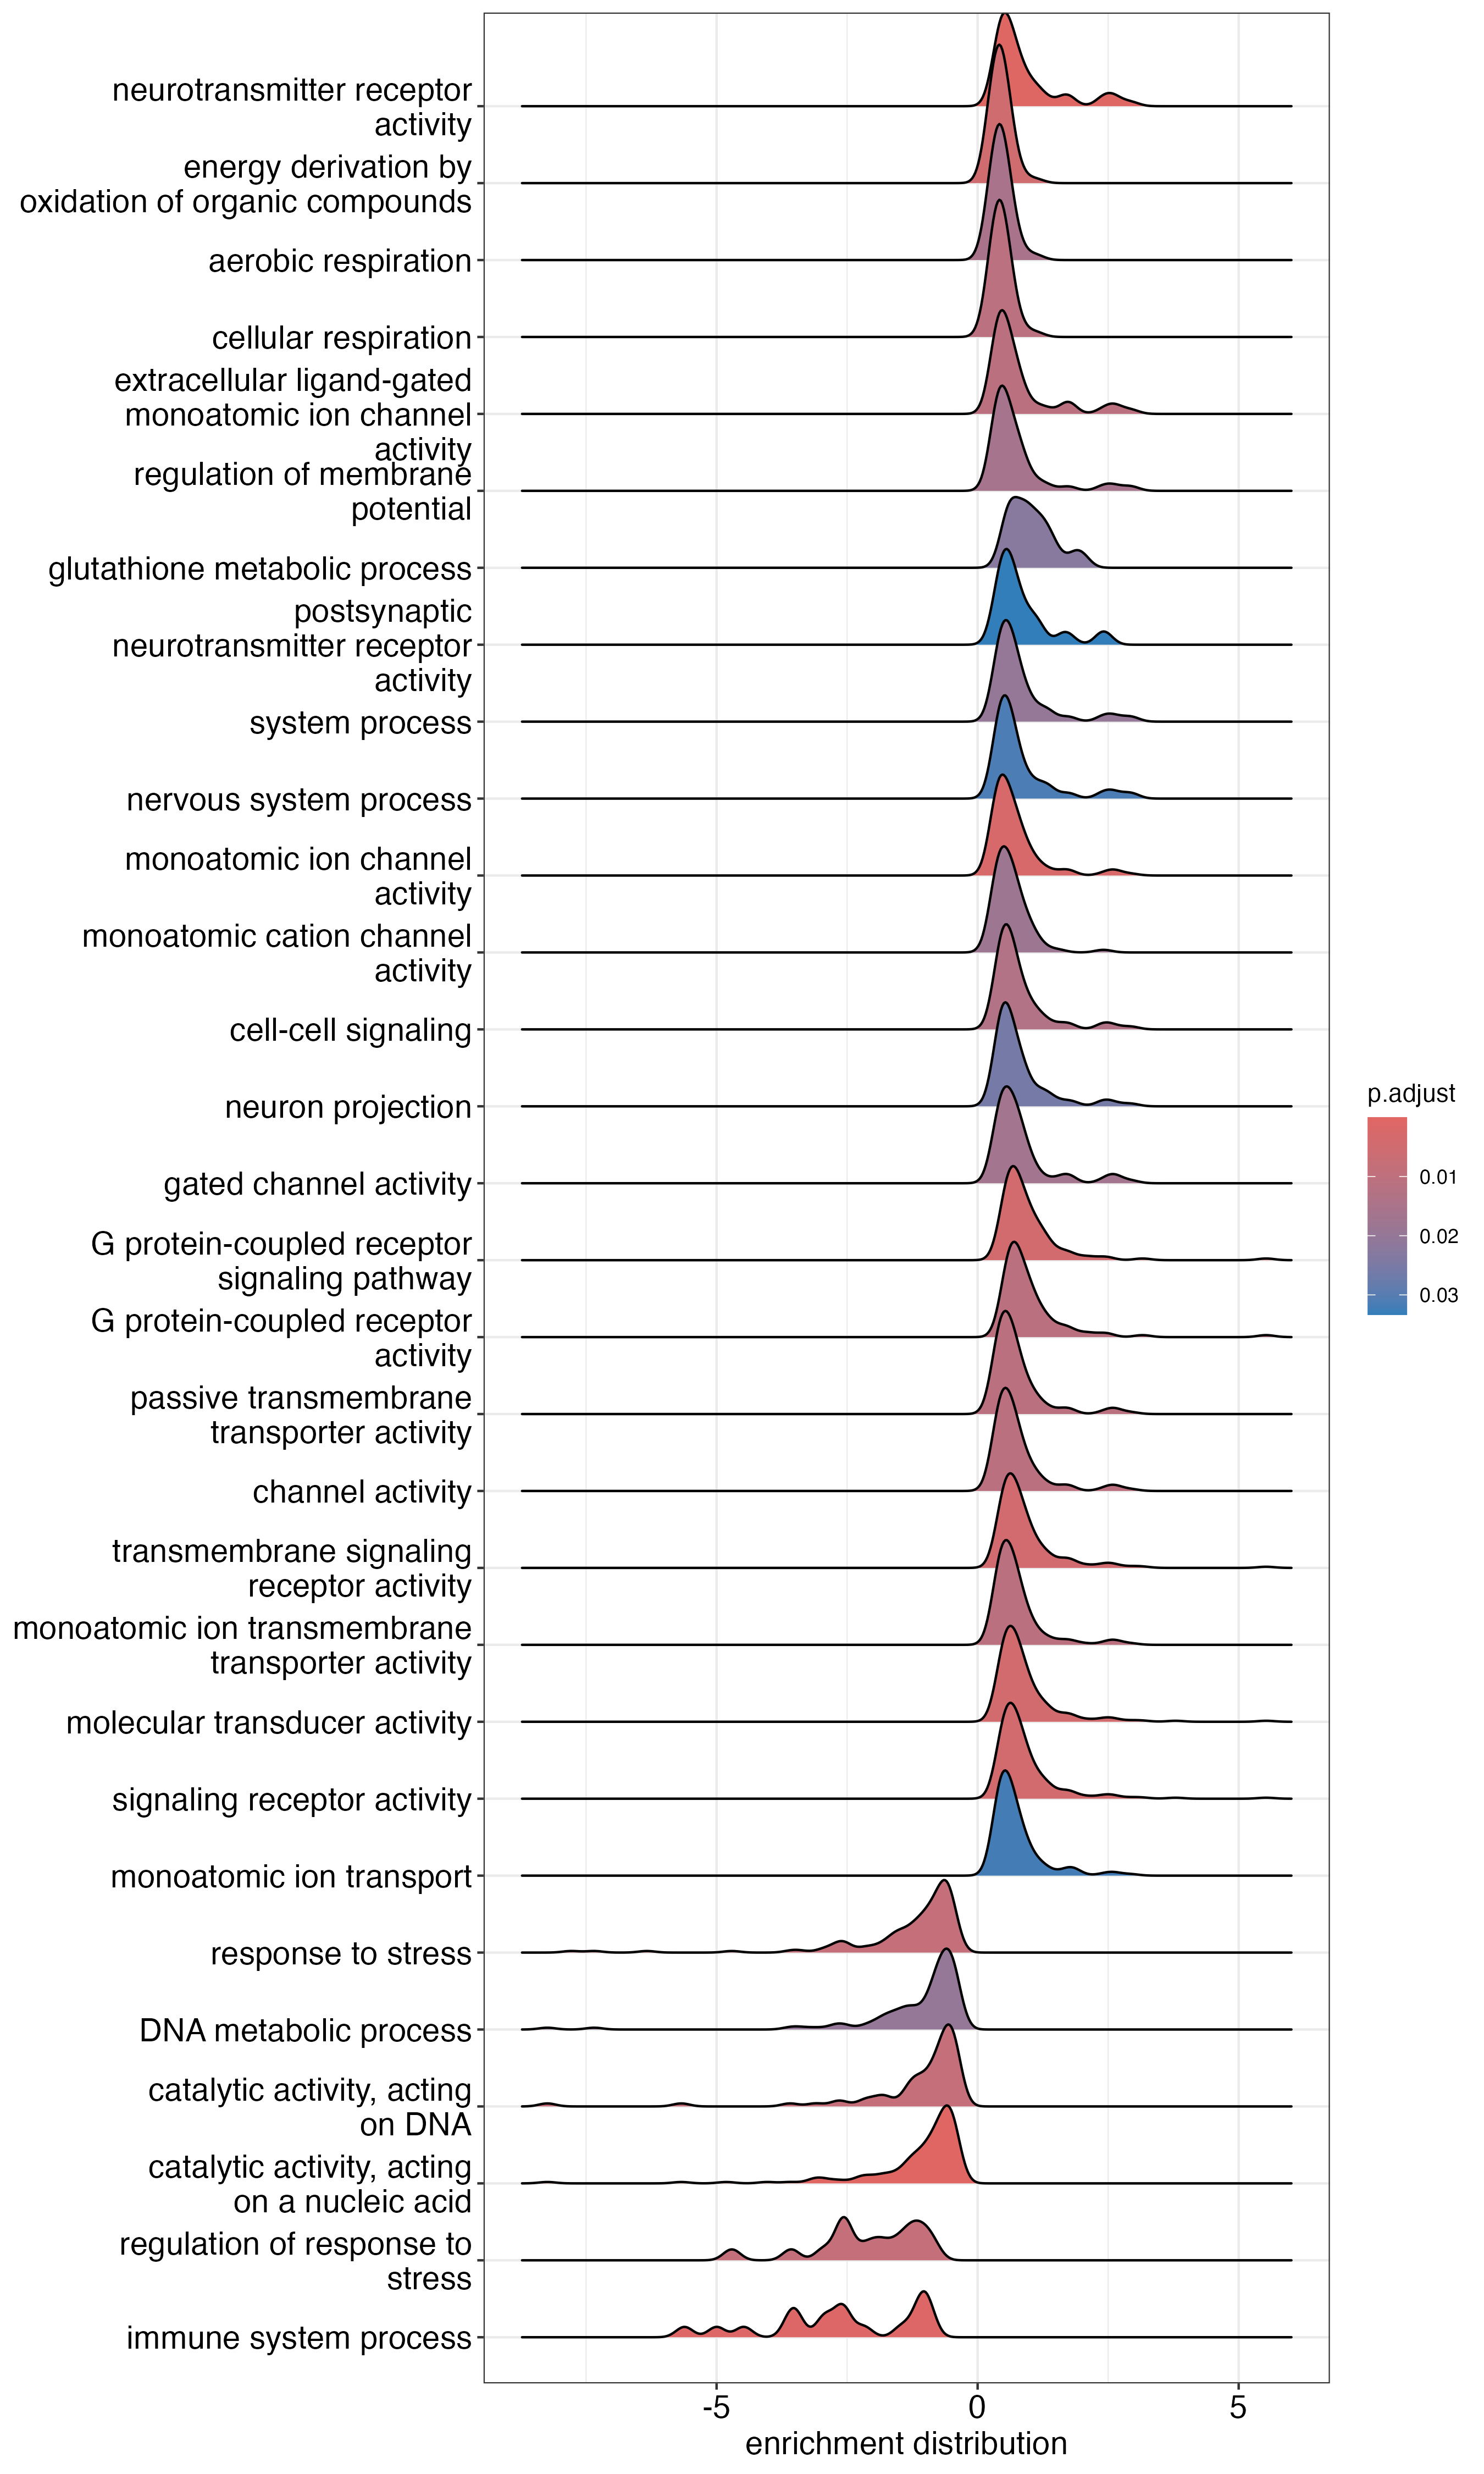 neurotransmitter receptor
activity
energy derivation by
oxidation of organic compounds
aerobic respiration
cellular respiration
extracellular ligand-gated
monoatomic ion channel
activity
regulation of membrane
potential
glutathione metabolic process
postsynaptic
neurotransmitter receptor
activity
system process
nervous system process
monoatomic ion channel
activity
monoatomic cation channel
activity
cell-cell signaling
neuron projection
gated channel activity
G protein-coupled receptor
signaling pathway
G protein-coupled receptor
activity
passive transmembrane
transporter activity
channel activity
transmembrane signaling
receptor activity
monoatomic ion transmembrane
transporter activity
molecular transducer activity
signaling receptor activity
monoatomic ion transport
response to stress
DNA metabolic process
catalytic activity, acting
on DNA
catalytic activity, acting
on a nucleic acid
regulation of response to
stress
immune system process
-5 0 5
enrichment distribution
p.adjust
0.01
0.02
0.03